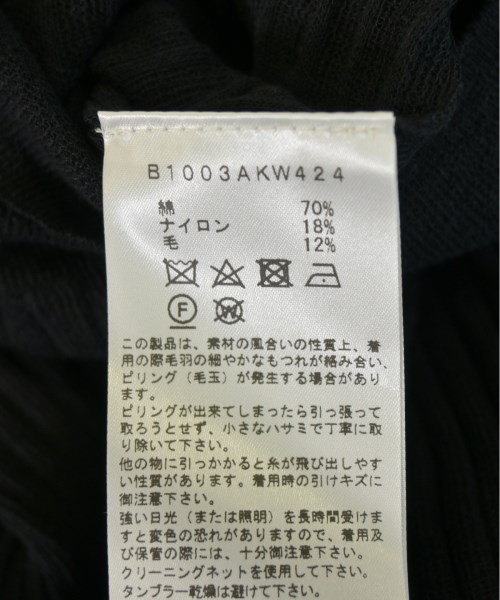 B1003AKW424
綿 70%
ナイロン 18%
毛 12%
F W
この製品は、素材の風合いの性質上、着
用の際毛羽の細やかなもつれが絡み合い、
ピリング（毛玉）が発生する場合があり
ます。
ピリングが出来てしまったら引っ張って
取ろうとせず、小さなハサミで丁寧に取
り除いて下さい。
他の物に引っかかると糸が飛び出しやす
い性質があります。着用時の引けキズに
御注意下さい。
強い日光（または照明）を長時間受けま
すと変色の恐れがありますので、着用及
び保管の際には、十分御注意下さい。
クリーニングネットを使用して下さい。
タンブラー乾燥は避けて下さい。